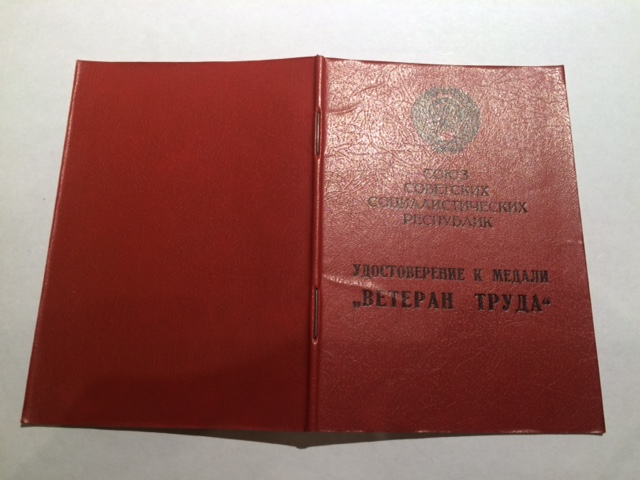 СОЮЗ
СОВЕТСКИХ
СОЦИАЛИСТИЧЕСКИХ
РЕСПУБЛИК
УДОСТОВЕРЕНИЕ К МЕДАЛИ
„ВЕТЕРАН ТРУДА“